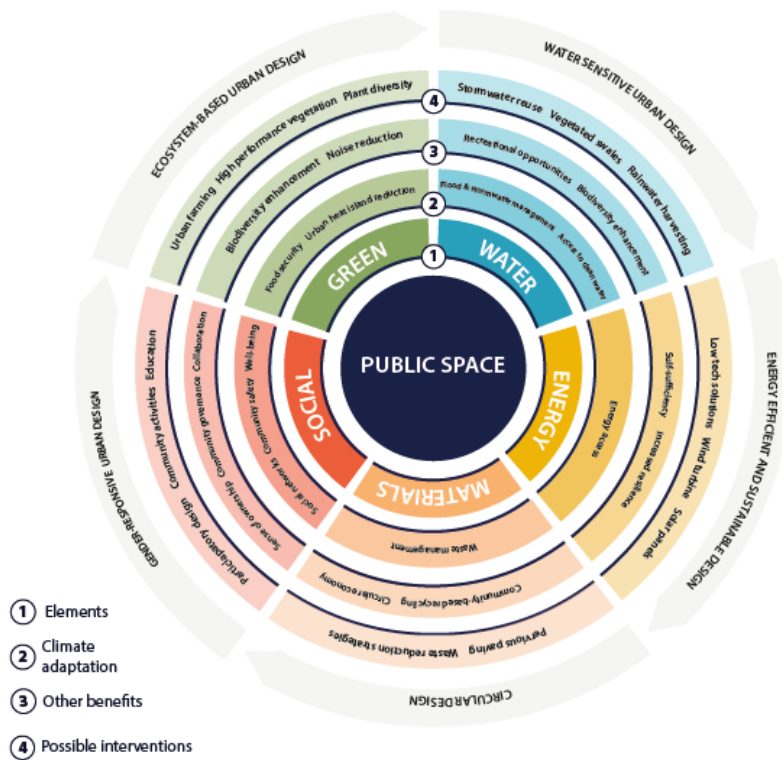 ECOSYSTEM-BASED URBAN DESIGN
WATER SENSITIVE URBAN DESIGN
ENERGY EFFICIENT AND SUSTAINABLE DESIGN
CIRCULAR DESIGN
GENDER-RESPONSIVE URBAN DESIGN
4
3
2
1
Urban farming High performance vegetation Plant diversity
Biodiversity enhancement Noise reduction
Food security Urban heat island reduction
GREEN
Stormwater reuse Vegetated swales Rainwater harvesting
Recreational opportunities Biodiversity enhancement
Flood & stormwater management Access to clean water
WATER
Low tech solutions Wind turbine Solar panels
Self-sufficiency increased resilience
Energy access
ENERGY
MATERIALS
Waste management
Community-based recycling Circular economy
Pervious paving Waste reduction strategies
SOCIAL
Social networks Community safety Well-being
Sense of ownership Community governance Collaboration
Participatory design Community activities Education
PUBLIC SPACE
1 Elements
2 Climate
adaptation
3 Other benefits
4 Possible interventions